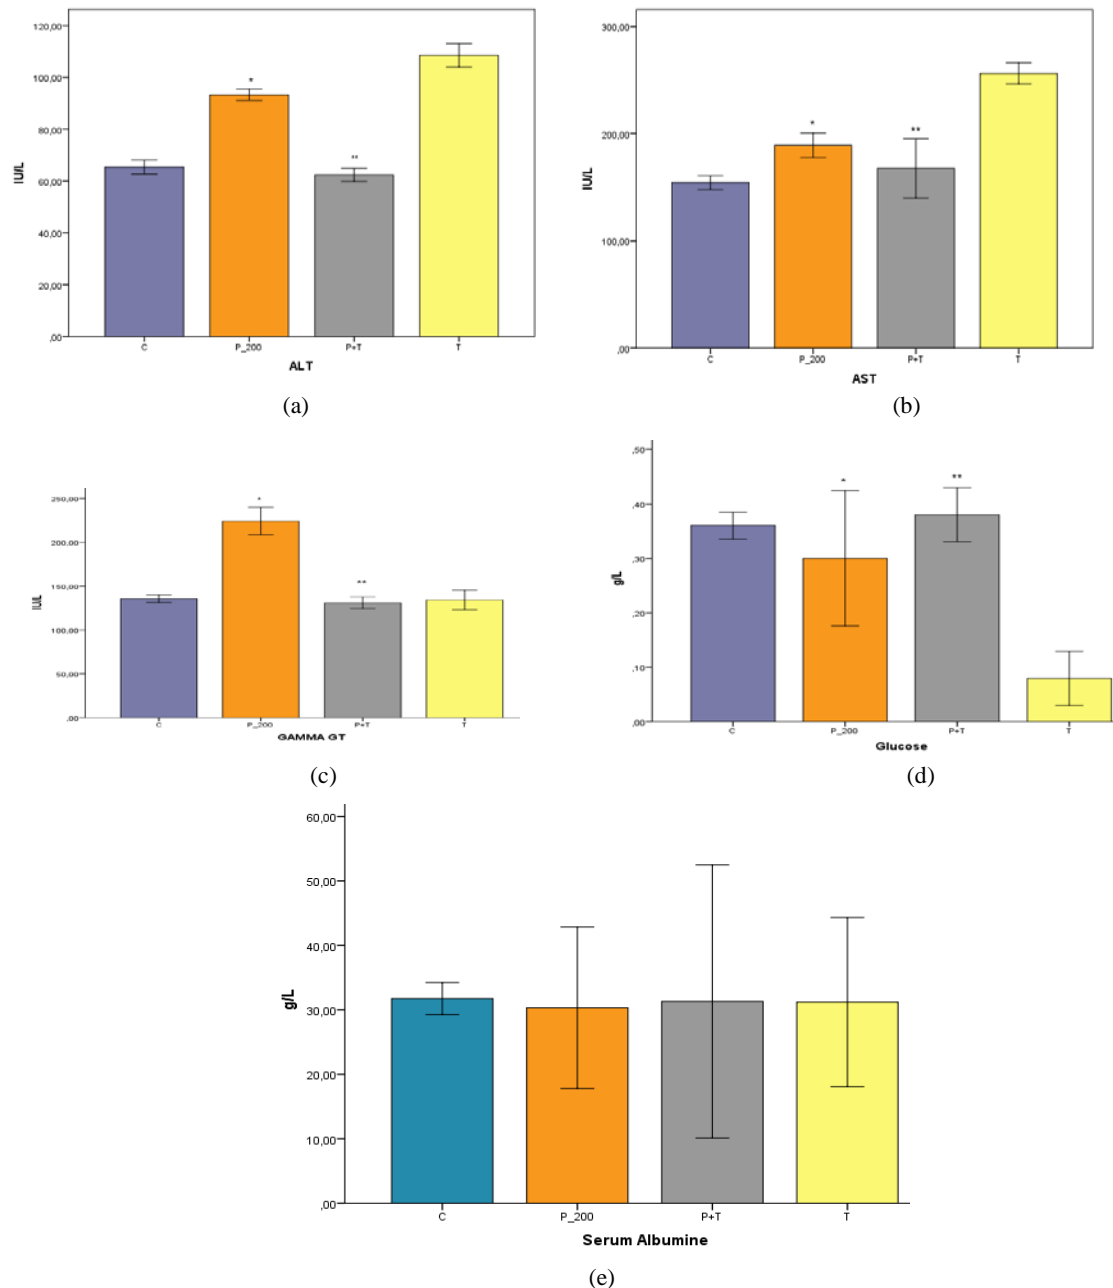 120,00
100,00
80,00
60,00
40,00
20,00
,00
IU/L
*
**
C P_200 P+T T
ALT
(a)
300,00
200,00
100,00
,00
IU/L
*
**
C P_200 P+T T
AST
(b)
250,00
200,00
150,00
100,00
50,00
,00
IU/L
*
**
C P_200 P+T T
GAMMA GT
(c)
,50
,40
,30
,20
,10
,00
g/L
*
**
C P_200 P+T T
Glucose
(d)
60,00
50,00
40,00
30,00
20,00
10,00
,00
g/L
C P_200 P+T T
Serum Albumine
(e)